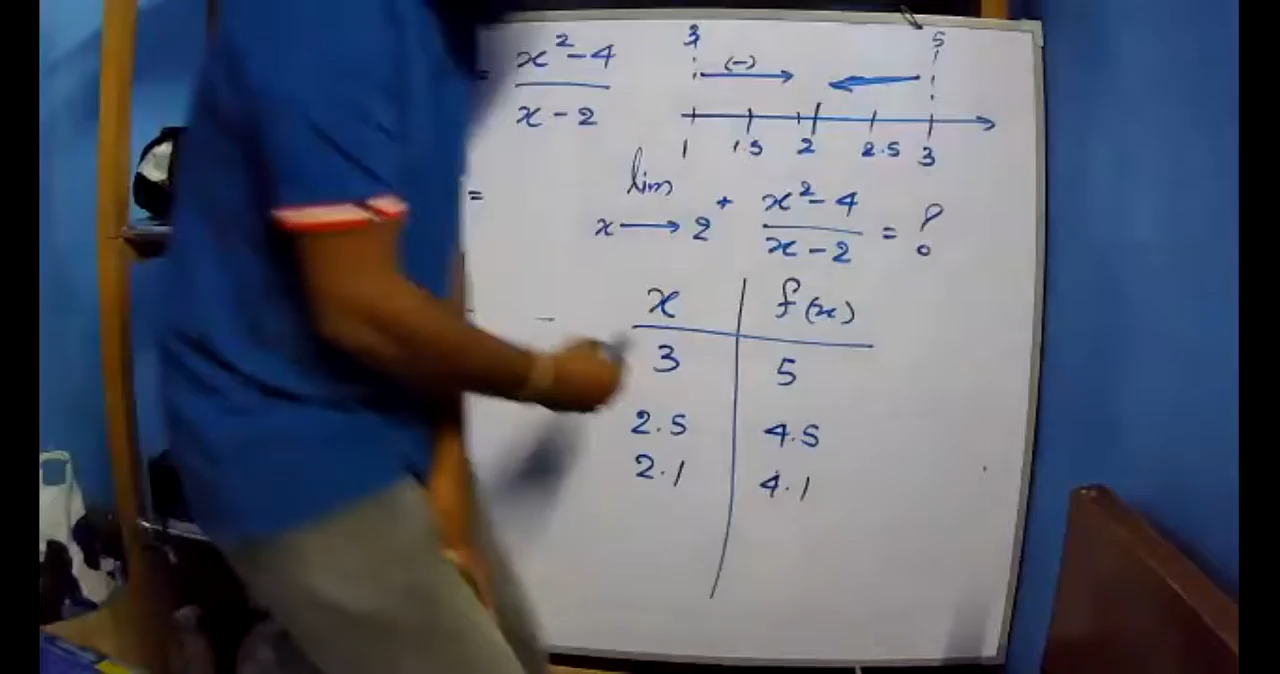 = x² - 4 / x - 2
3 5
(-)
1 1.5 2 2.5 3
=
lim x → 2⁺ x² - 4 / x - 2 = ?
x f(x)
3 5
2.5 4.5
2.1 4.1